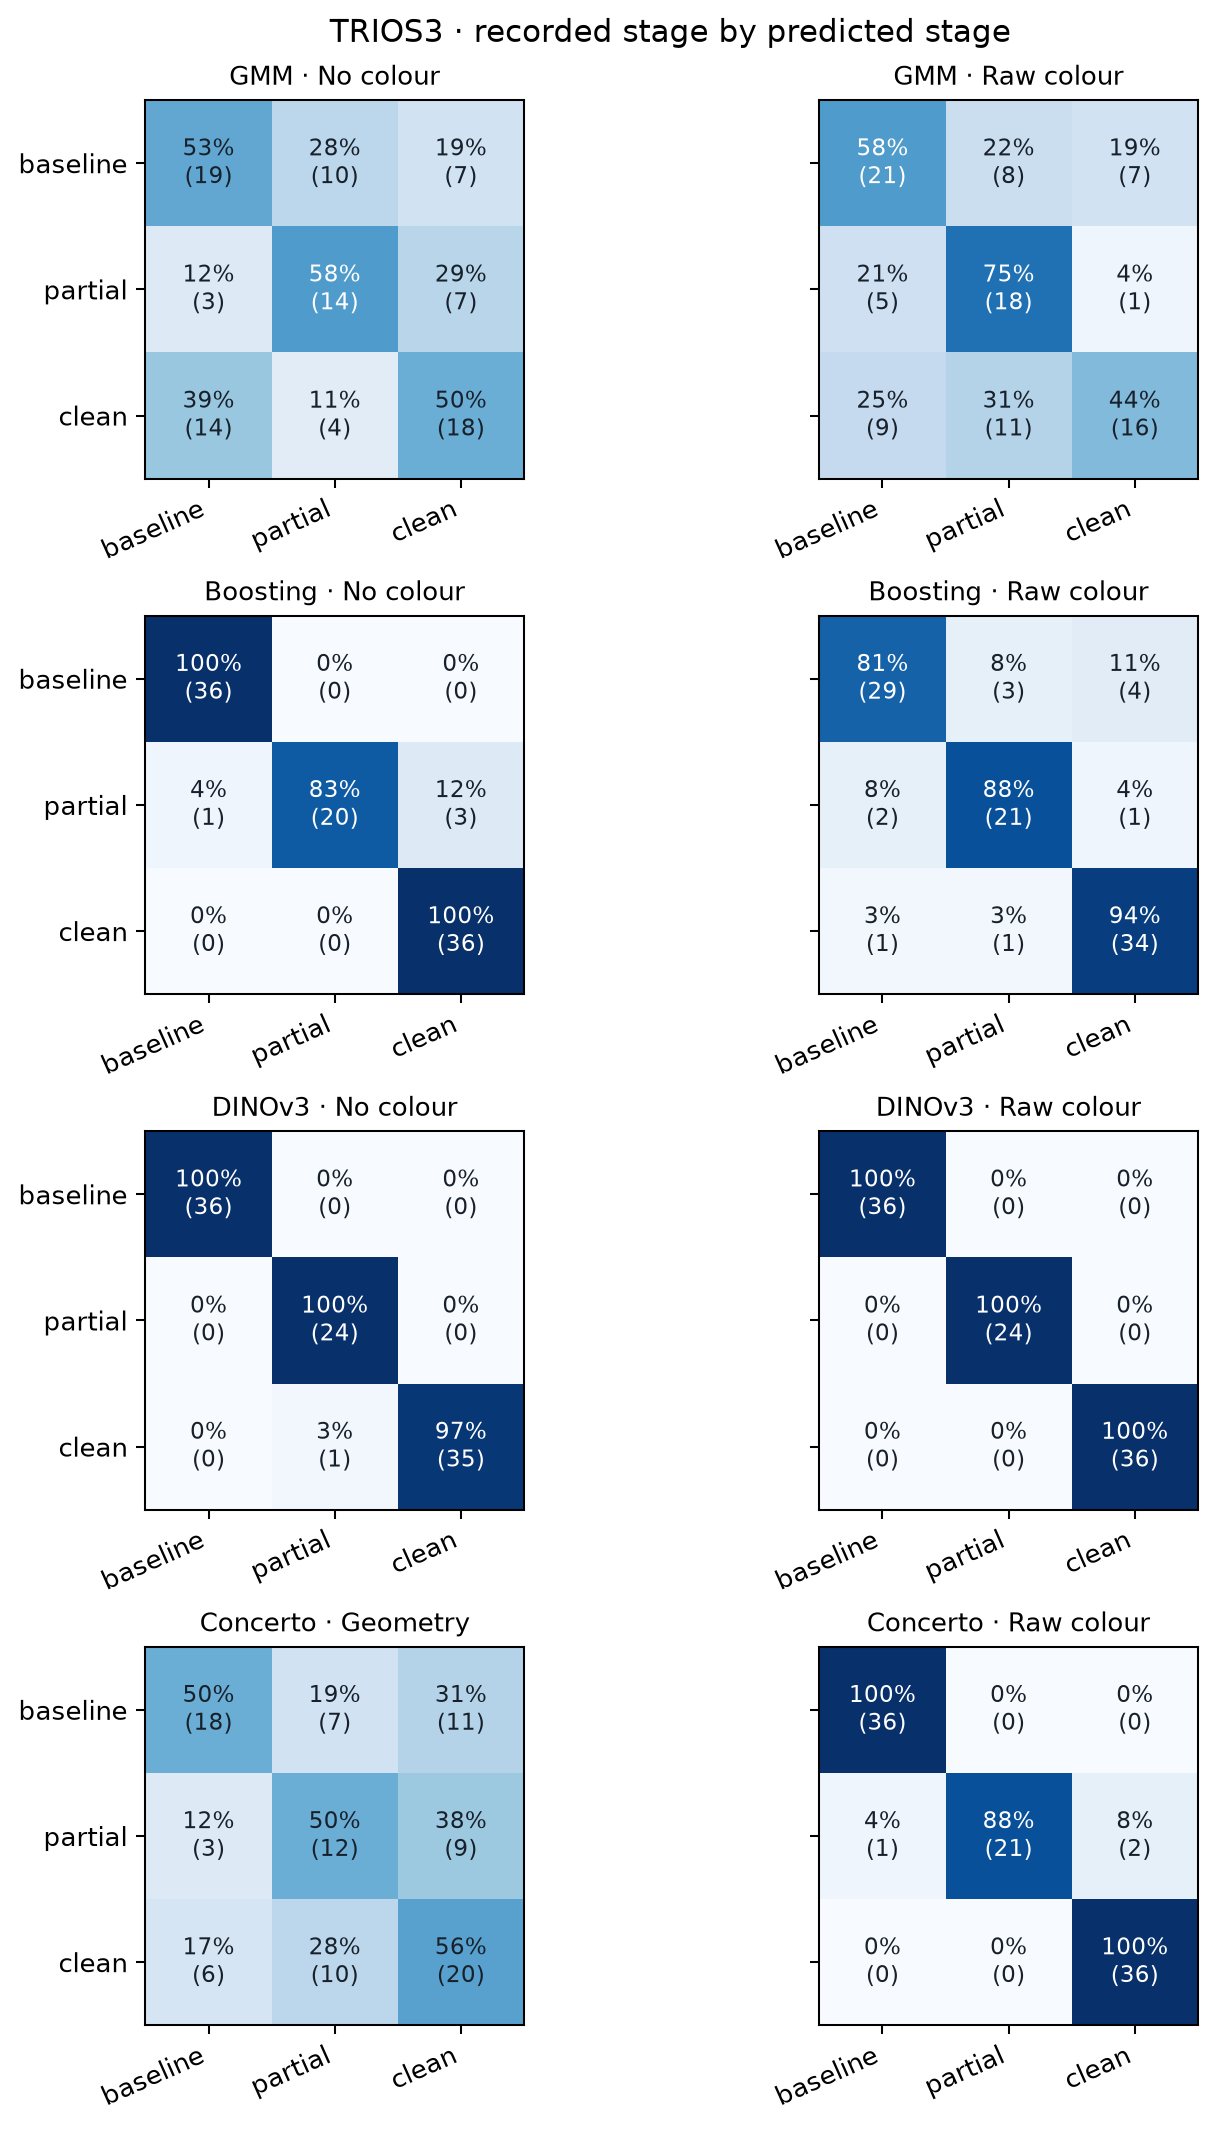 TRIOS3 · recorded stage by predicted stage
GMM · No colour
GMM · Raw colour
53% 28% 19%
(19) (10) (7)
58% 22% 19%
(21) (8) (7)
baseline
12% 58% 29%
(3) (14) (7)
21% 75% 4%
(5) (18) (1)
partial
39% 11% 50%
(14) (4) (18)
25% 31% 44%
(9) (11) (16)
clean
baseline partial clean
baseline partial clean
Boosting · No colour
Boosting · Raw colour
100% 0% 0%
(36) (0) (0)
81% 8% 11%
(29) (3) (4)
baseline
4% 83% 12%
(1) (20) (3)
8% 88% 4%
(2) (21) (1)
partial
0% 0% 100%
(0) (0) (36)
3% 3% 94%
(1) (1) (34)
clean
baseline partial clean
baseline partial clean
DINOv3 · No colour
DINOv3 · Raw colour
100% 0% 0%
(36) (0) (0)
100% 0% 0%
(36) (0) (0)
baseline
0% 100% 0%
(0) (24) (0)
0% 100% 0%
(0) (24) (0)
partial
0% 3% 97%
(0) (1) (35)
0% 0% 100%
(0) (0) (36)
clean
baseline partial clean
baseline partial clean
Concerto · Geometry
Concerto · Raw colour
50% 19% 31%
(18) (7) (11)
100% 0% 0%
(36) (0) (0)
baseline
12% 50% 38%
(3) (12) (9)
4% 88% 8%
(1) (21) (2)
partial
17% 28% 56%
(6) (10) (20)
0% 0% 100%
(0) (0) (36)
clean
baseline partial clean
baseline partial clean